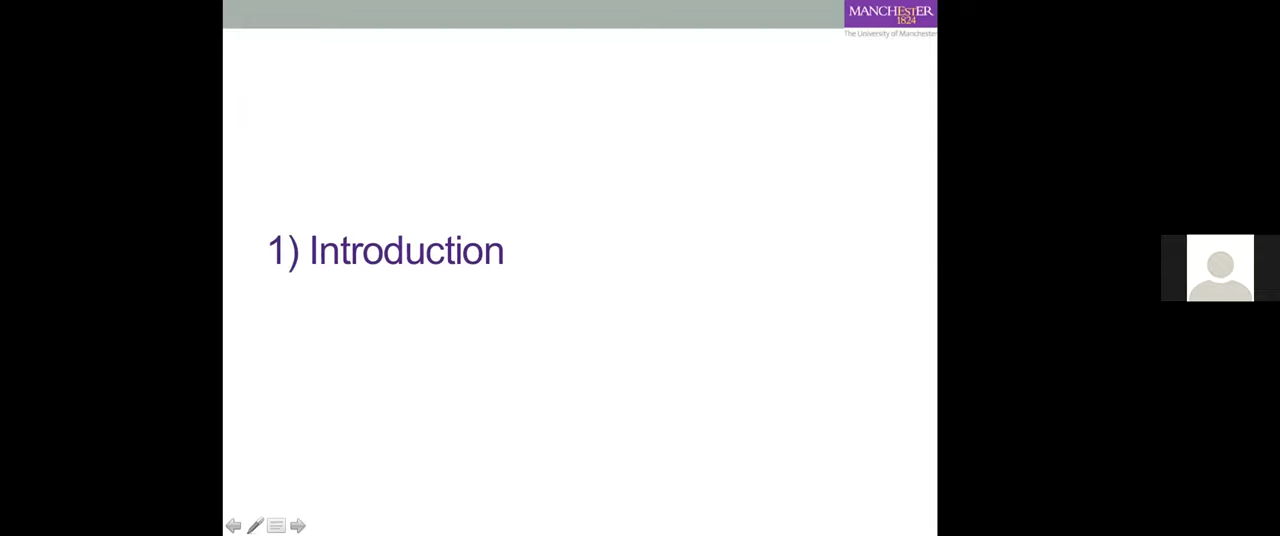 MANCHESTER
1824
The University of Manchester
1) Introduction